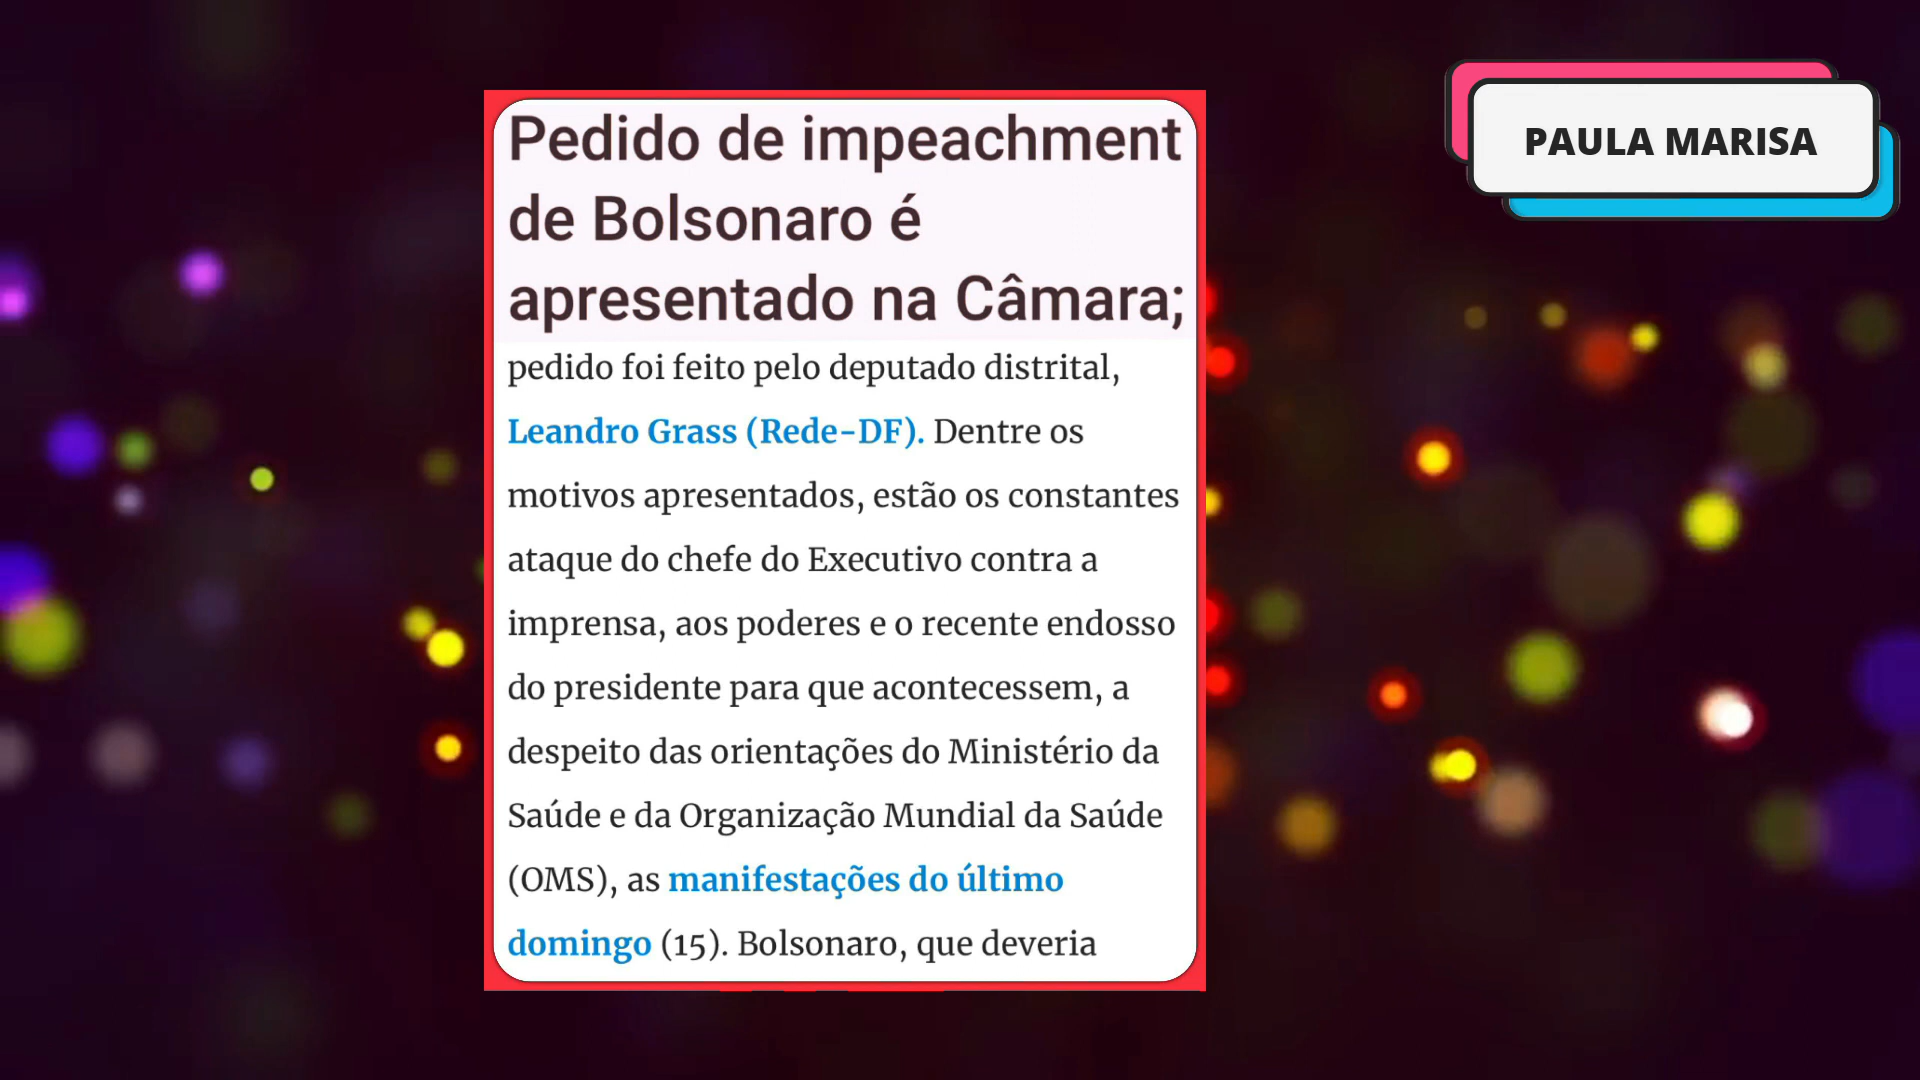 Pedido de impeachment
de Bolsonaro é
apresentado na Câmara;
pedido foi feito pelo deputado distrital,
Leandro Grass (Rede-DF). Dentre os
motivos apresentados, estão os constantes
ataque do chefe do Executivo contra a
imprensa, aos poderes e o recente endosso
do presidente para que acontecessem, a
despeito das orientações do Ministério da
Saúde e da Organização Mundial da Saúde
(OMS), as manifestações do último
domingo (15). Bolsonaro, que deveria
PAULA MARISA